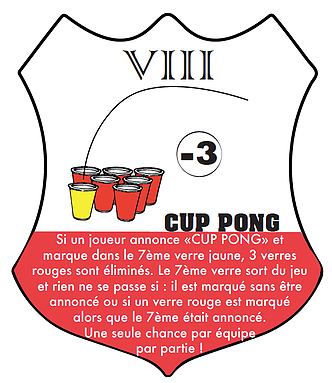 VIII
-3
CUP PONG
Si un joueur annonce «CUP PONG» et
marque dans le 7ème verre jaune, 3 verres
rouges sont éliminés. Le 7ème verre sort du jeu
et rien ne se passe si : il est marqué sans être
annoncé ou si un verre rouge est marqué
alors que le 7ème était annoncé.
Une seule chance par équipe
par partie !